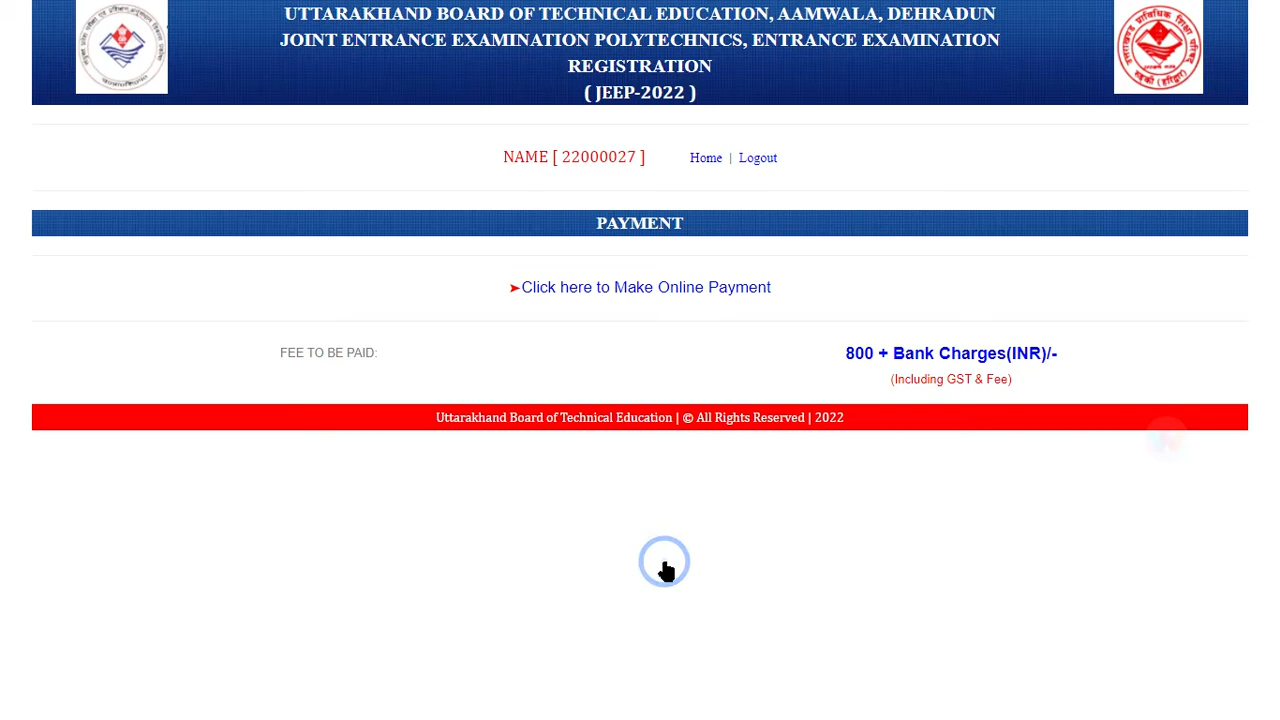 UTTARAKHAND BOARD OF TECHNICAL EDUCATION, AAMWALA, DEHRADUN
JOINT ENTRANCE EXAMINATION POLYTECHNICS, ENTRANCE EXAMINATION
REGISTRATION
( JEEP-2022 )
NAME [ 22000027 ] Home | Logout
PAYMENT
➤Click here to Make Online Payment
FEE TO BE PAID: 800 + Bank Charges(INR)/-
(Including GST & Fee)
Uttarakhand Board of Technical Education | © All Rights Reserved | 2022